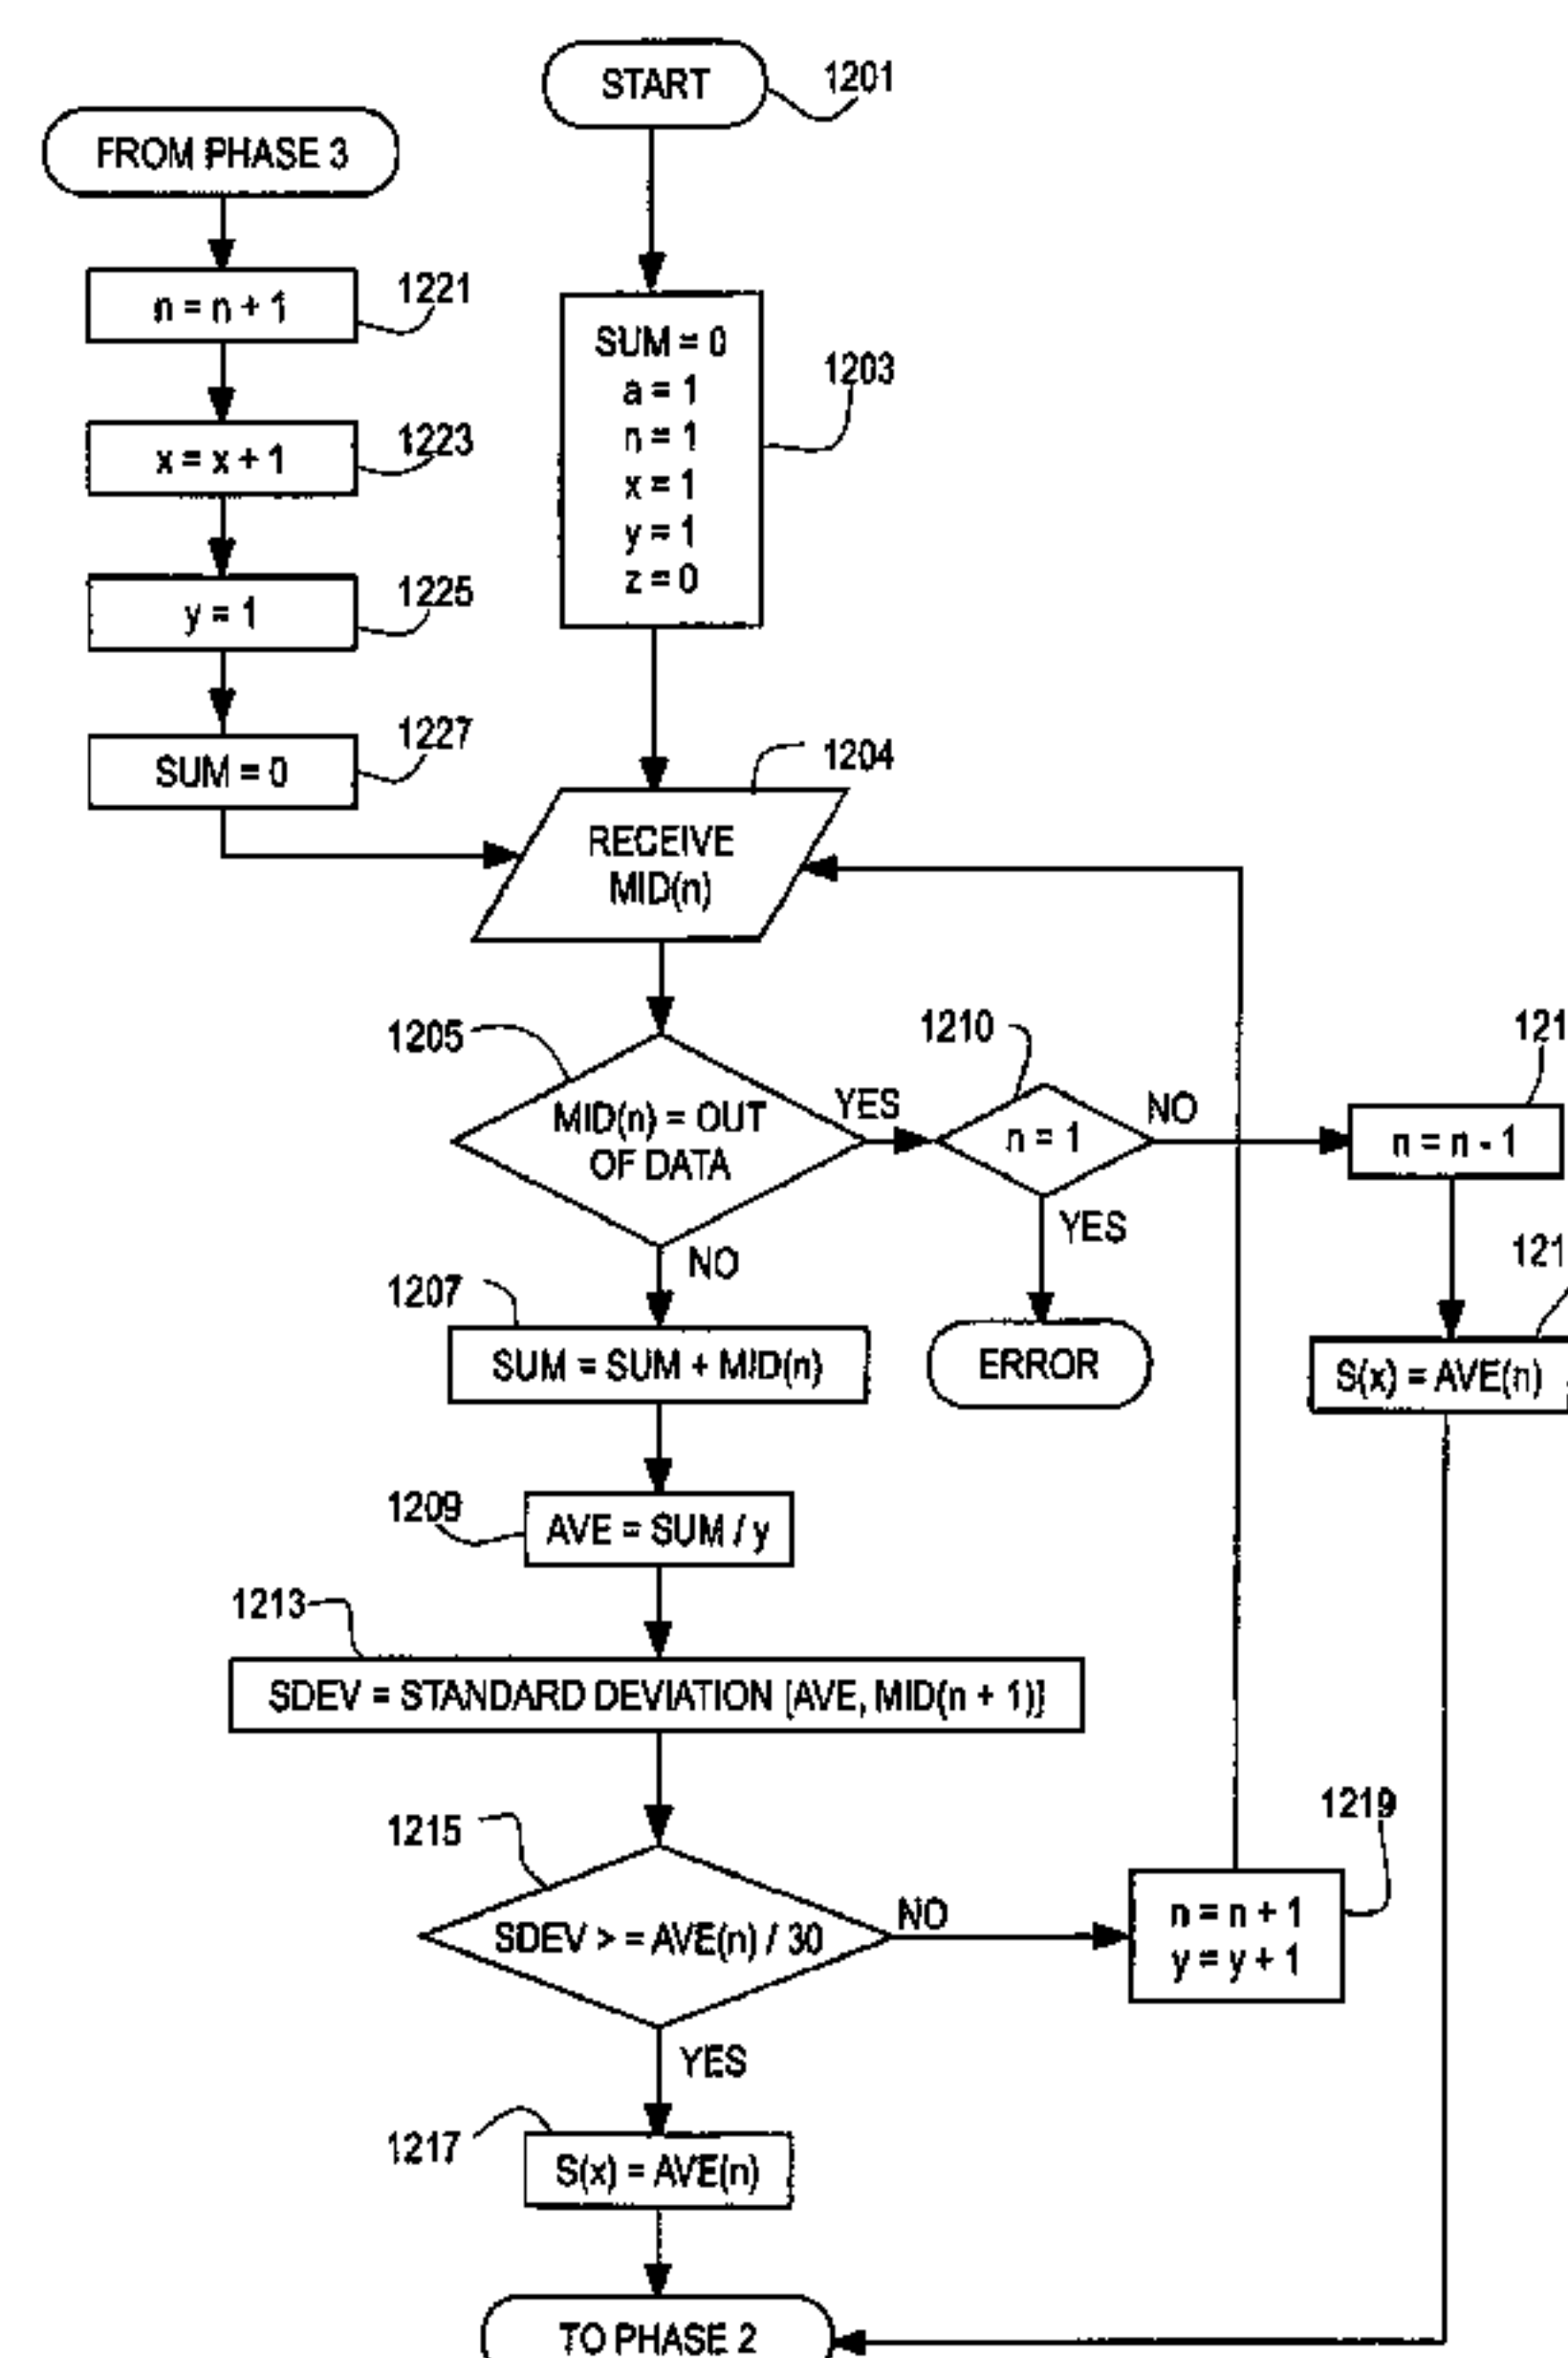 START
1201
FROM PHASE 3
n = n + 1
1221
SUM = 0
a = 1
n = 1
x = 1
y = 1
z = 0
1203
x = x + 1
1223
y = 1
1225
SUM = 0
1227
1204
RECEIVE
MID(n)
1205
MID(n) = OUT
OF DATA
YES
1210
n = 1
NO
121
n = n - 1
YES
NO
121
1207
SUM = SUM + MID(n)
ERROR
S(x) = AVE(n)
1209
AVE = SUM / y
1213
SDEV = STANDARD DEVIATION [AVE, MID(n + 1)]
1215
SDEV > = AVE(n) / 30
NO
1219
n = n + 1
y = y + 1
YES
1217
S(x) = AVE(n)
TO PHASE 2